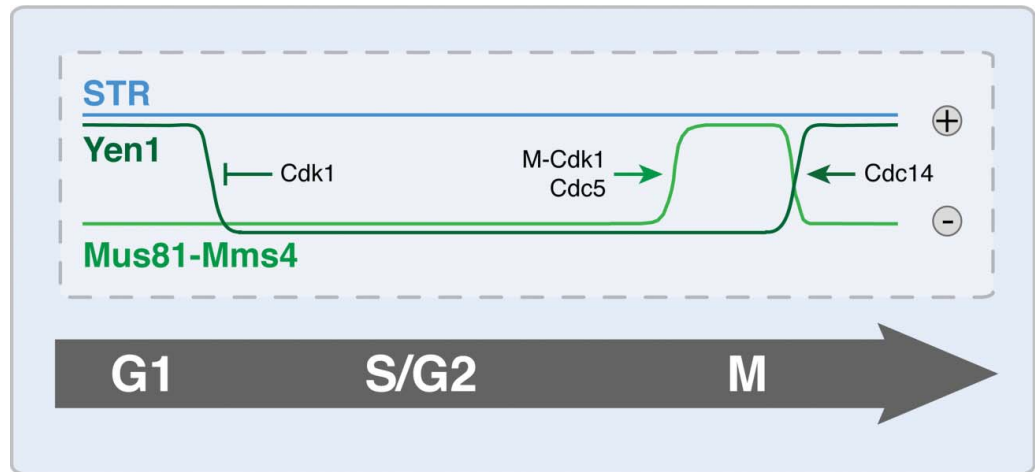 STR
+
Yen1
Cdk1
M-Cdk1
Cdc5
Cdc14
-
Mus81-Mms4
G1
S/G2
M